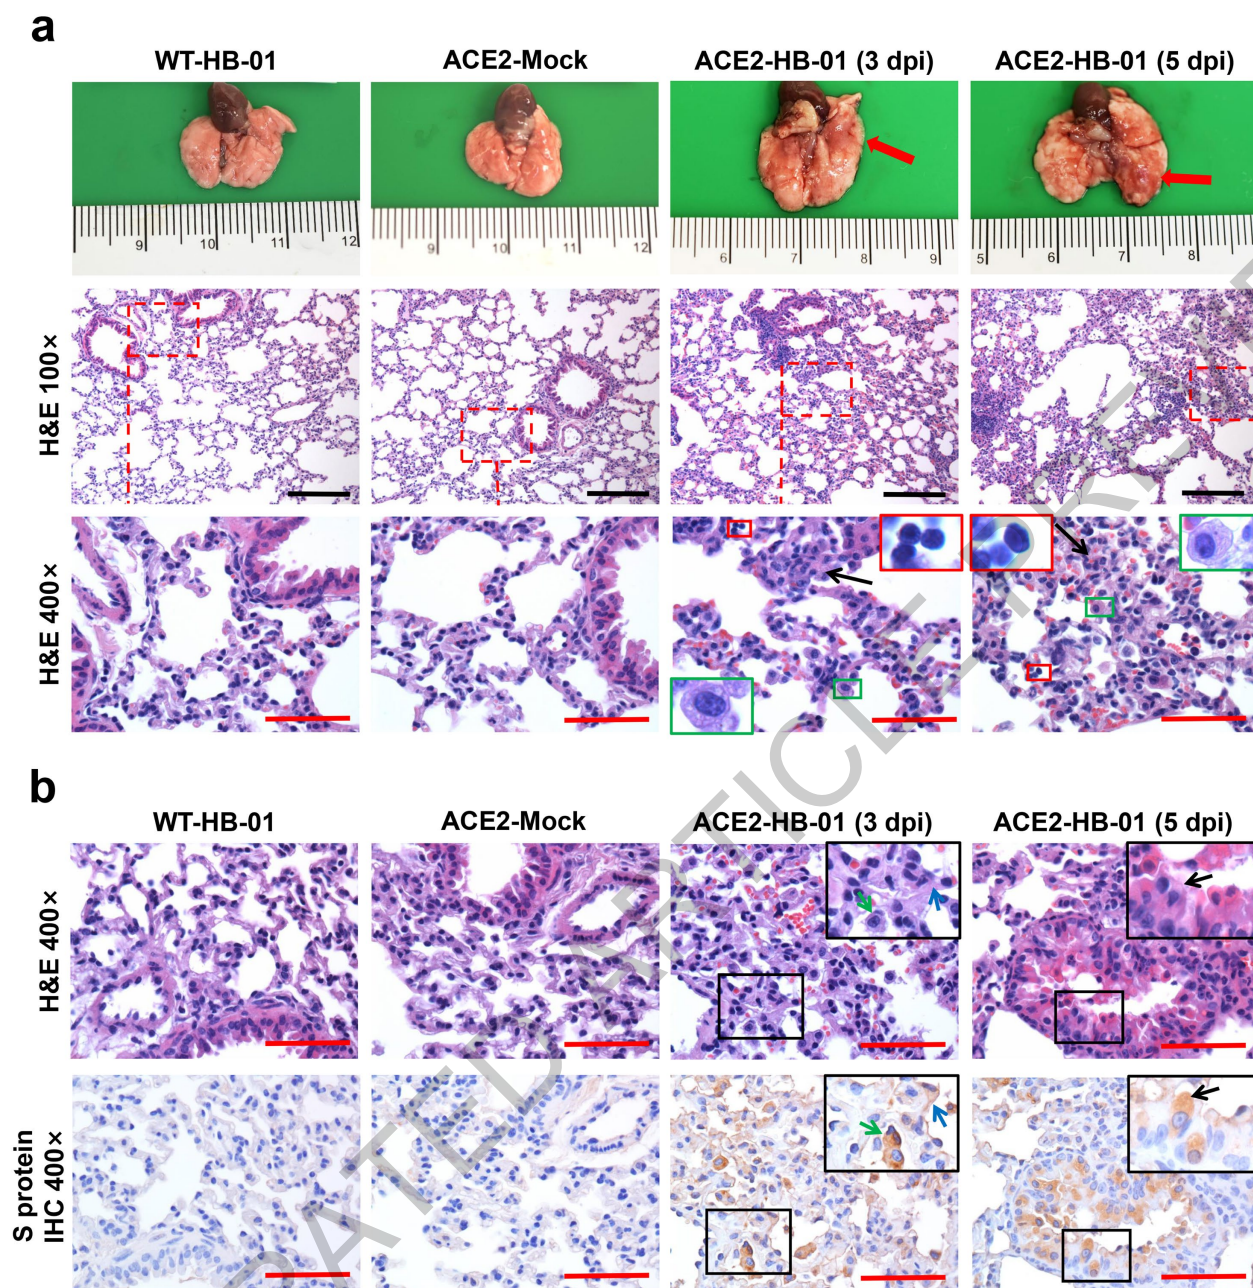 a
WT-HB-01 ACE2-Mock ACE2-HB-01 (3 dpi) ACE2-HB-01 (5 dpi)
9 10 11 12
9 10 11 12
6 7 8 9
5 6 7 8
H&E 100×
H&E 400×
b
WT-HB-01 ACE2-Mock ACE2-HB-01 (3 dpi) ACE2-HB-01 (5 dpi)
H&E 400×
S protein
IHC 400×
ARTICLE